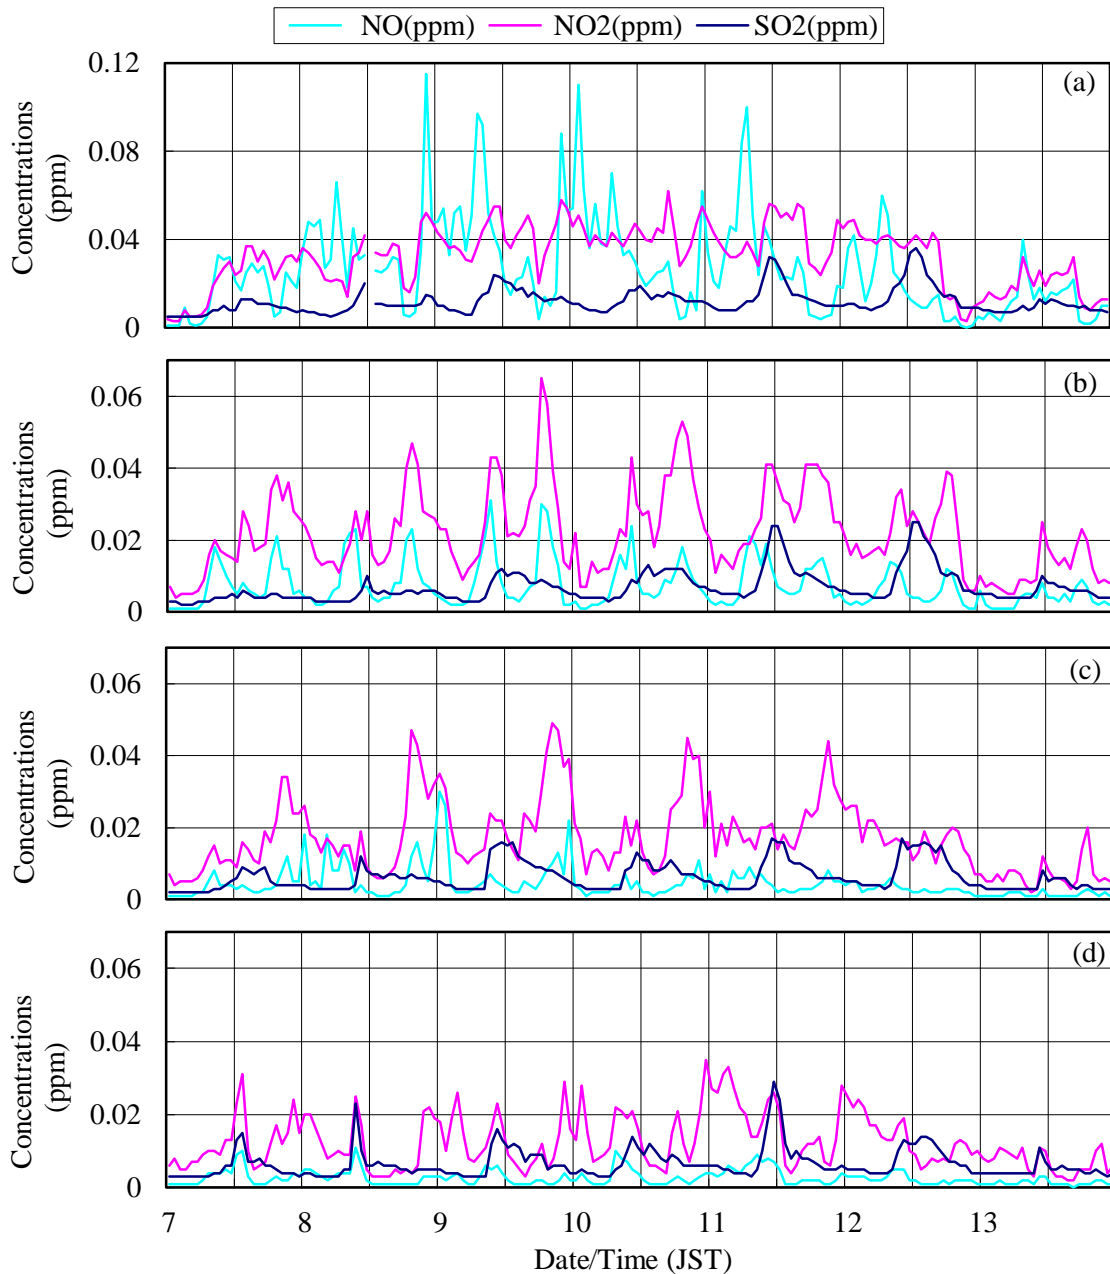 NO(ppm) NO2(ppm) SO2(ppm)
(a)
0.12
0.08
0.04
0
Concentrations
(ppm)
(b)
0.06
0.04
0.02
0
Concentrations
(ppm)
(c)
0.06
0.04
0.02
0
Concentrations
(ppm)
(d)
0.06
0.04
0.02
0
Concentrations
(ppm)
7 8 9 10 11 12 13
Date/Time (JST)